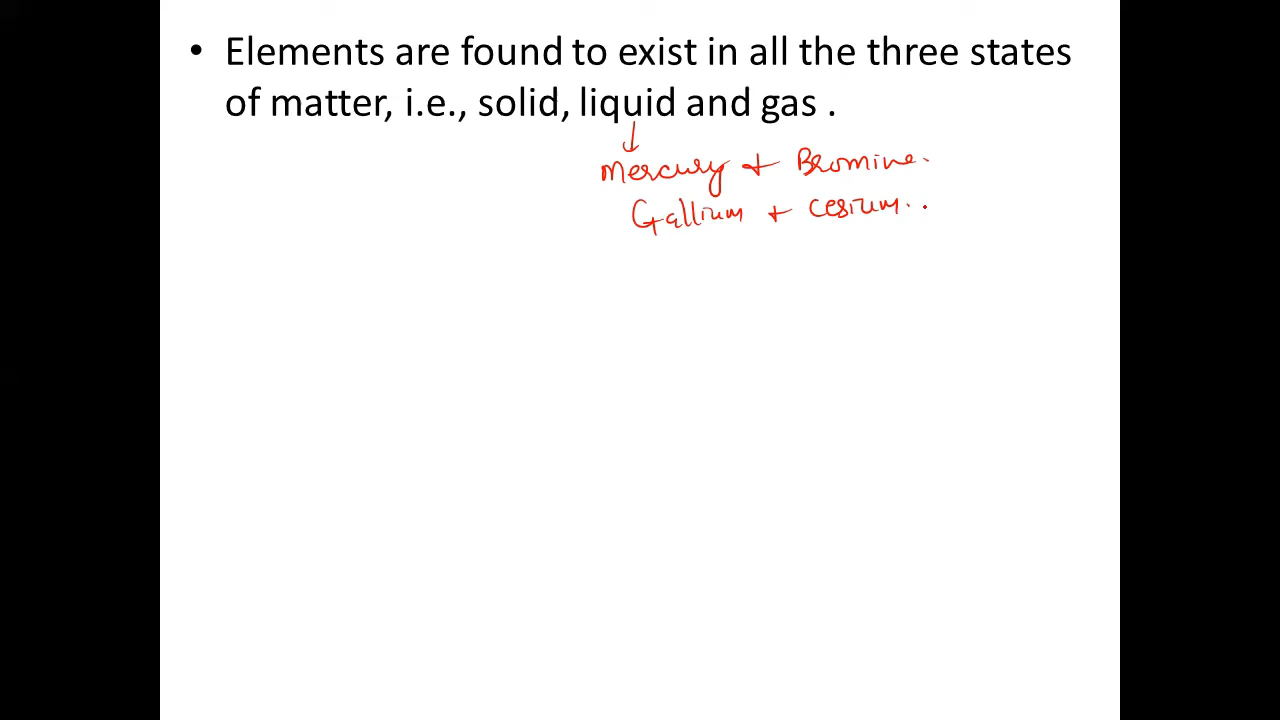 • Elements are found to exist in all the three states
of matter, i.e., solid, liquid and gas .
Mercury + Bromine.
Gallium + Cesium..